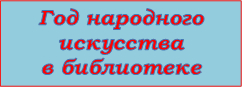 Год народного
искусства
в библиотеке